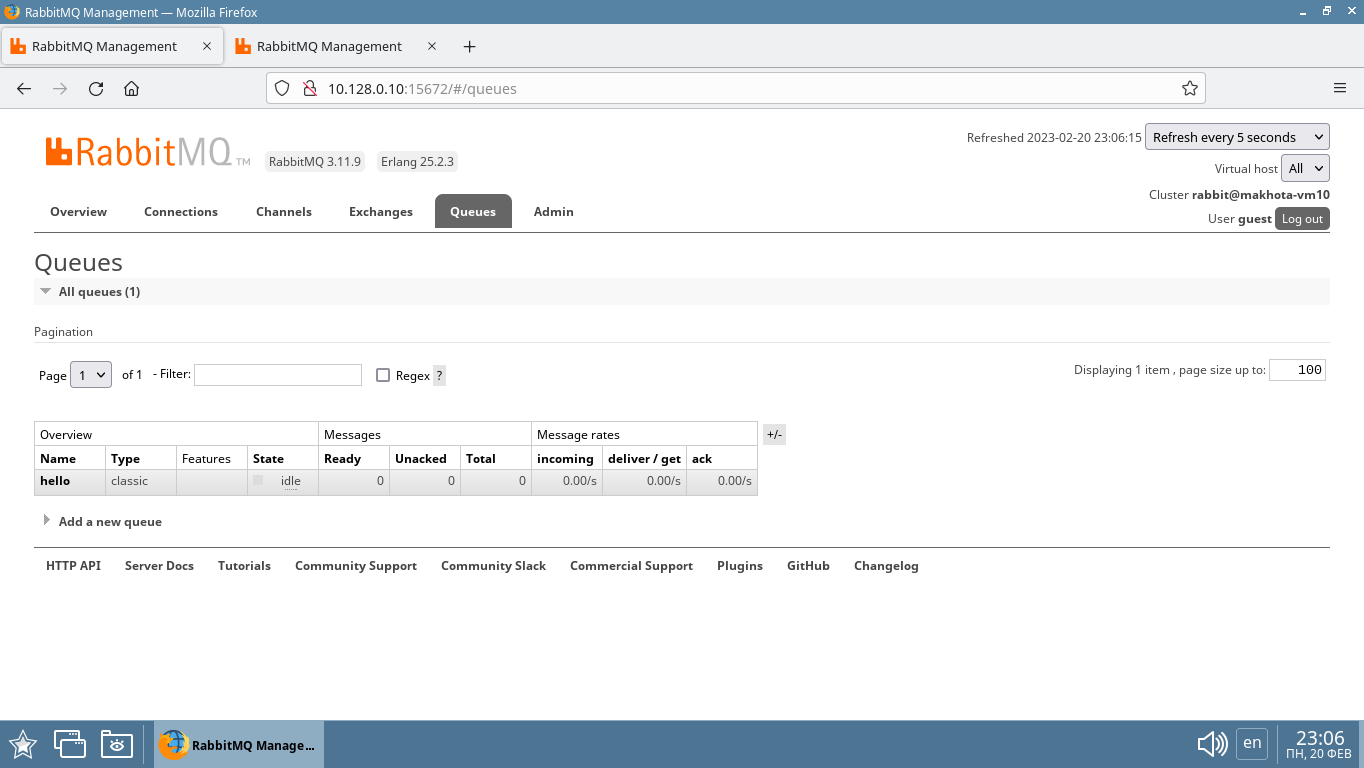 RabbitMQ Management — Mozilla Firefox
RabbitMQ Management
RabbitMQ Management
10.128.0.10:15672/#/queues
RabbitMQ TM
RabbitMQ 3.11.9
Erlang 25.2.3
Refreshed 2023-02-20 23:06:15
Refresh every 5 seconds
Virtual host All
Cluster rabbit@makhota-vm10
User guest Log out
Overview Connections Channels Exchanges Queues Admin
Queues
All queues (1)
Pagination
Page 1 of 1 - Filter: Regex ?
Displaying 1 item , page size up to: 100
Overview Messages Message rates +/-
Name Type Features State Ready Unacked Total incoming deliver / get ack
hello classic idle 0 0 0 0.00/s 0.00/s 0.00/s
Add a new queue
HTTP API Server Docs Tutorials Community Support Community Slack Commercial Support Plugins GitHub Changelog
RabbitMQ Manage...
en
23:06
ПН, 20 ФЕВ